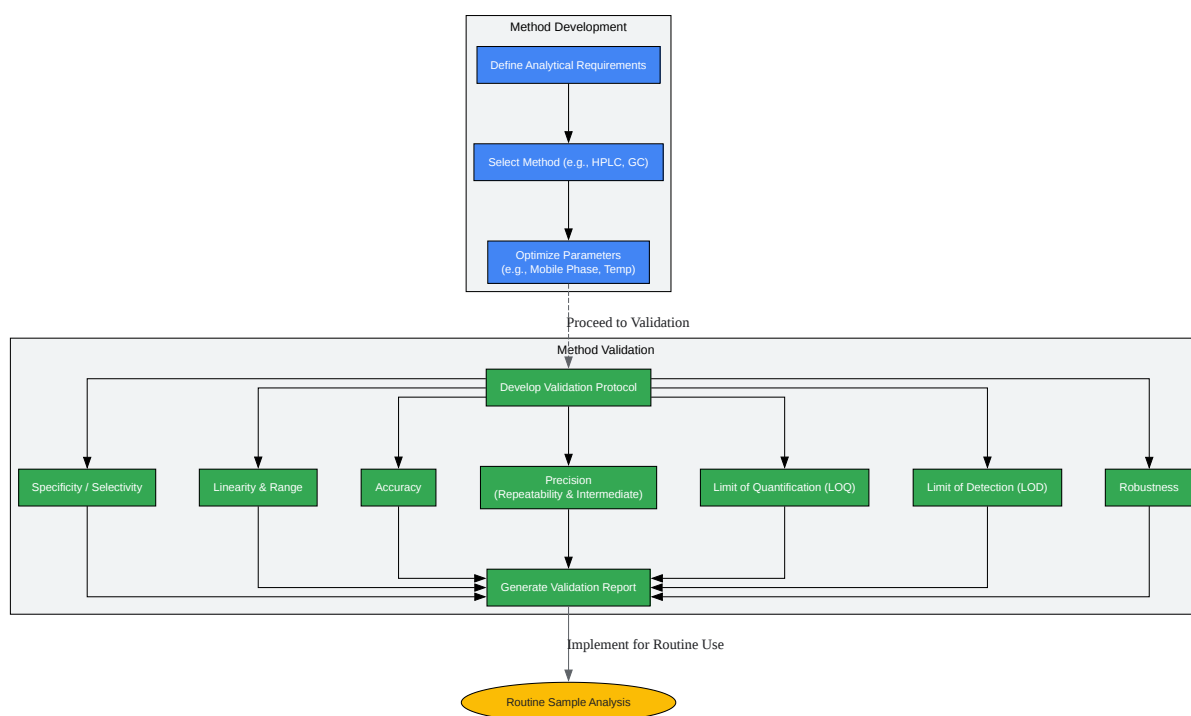 Method Development
Define Analytical Requirements
Select Method (e.g., HPLC, GC)
Optimize Parameters
(e.g., Mobile Phase, Temp)
Proceed to Validation
Method Validation
Develop Validation Protocol
Specificity / Selectivity
Linearity & Range
Accuracy
Precision
(Repeatability & Intermediate)
Limit of Quantification (LOQ)
Limit of Detection (LOD)
Robustness
Generate Validation Report
Implement for Routine Use
Routine Sample Analysis